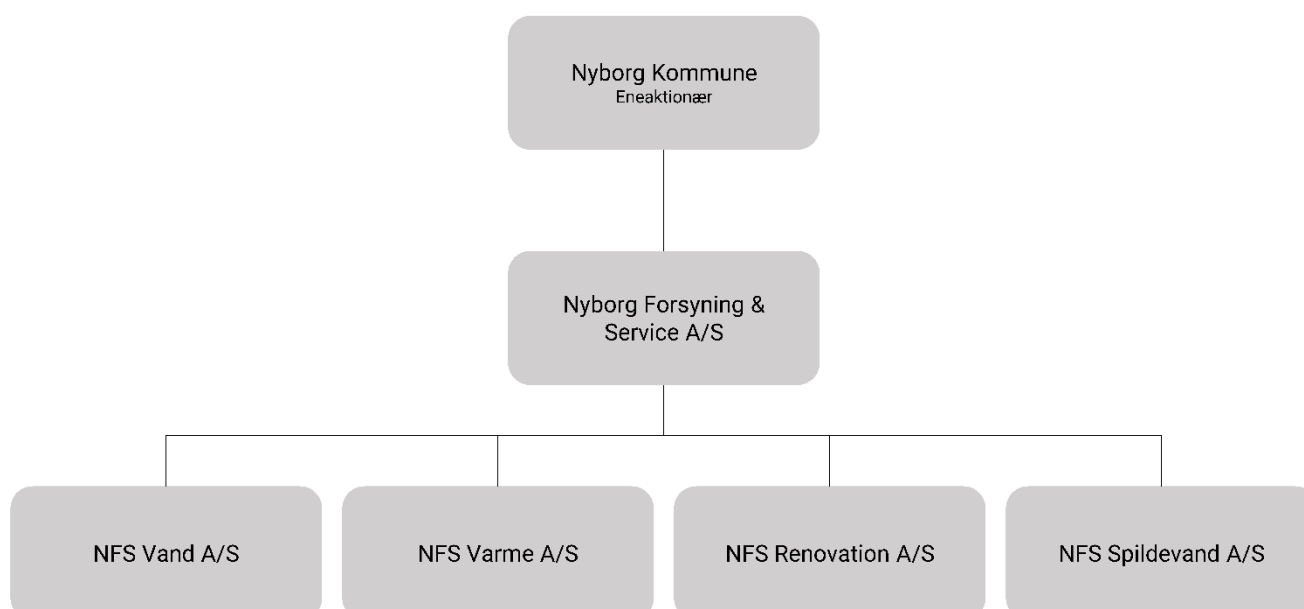 Nyborg Kommune
Eneaktionær
Nyborg Forsyning &
Service A/S
NFS Vand A/S
NFS Varme A/S
NFS Renovation A/S
NFS Spildevand A/S